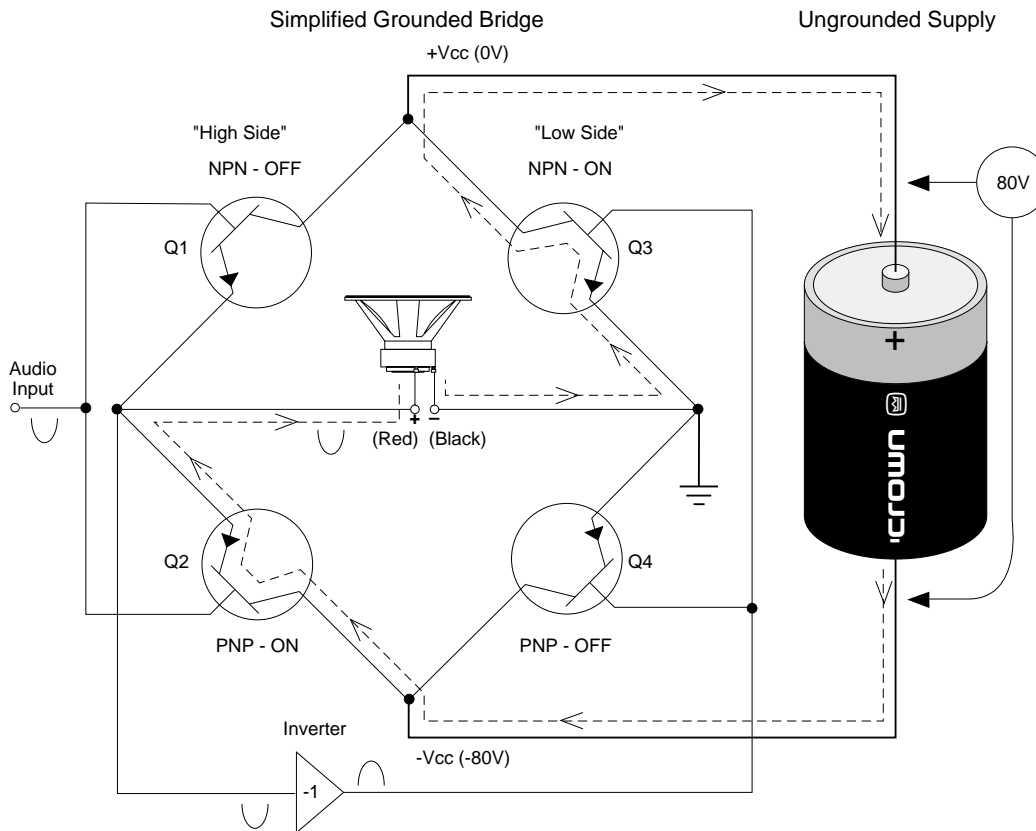 Simplified Grounded Bridge
Ungrounded Supply
+Vcc (0V)
"High Side"
NPN - OFF
"Low Side"
NPN - ON
80V
Q1
Q3
+
Audio
Input
+ –
(Red) (Black)
crown
Q2
Q4
PNP - ON
PNP - OFF
Inverter
-Vcc (-80V)
-1